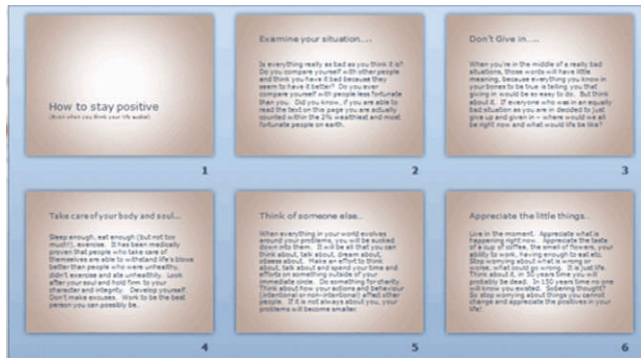 How to stay positive
(Even when you think your life sucks)
1
Examine your situation....
Is everything really as bad as you think it is?
Do you compare yourself with other people
and think you have it bad because they
seem to have it better? Do you ever
compare yourself with people less fortunate
than you. Did you know, if you are able to
read the text on this page you are actually
counted within the 2% wealthiest and most
fortunate people on earth.
2
Don't Give in.....
When you're in the middle of a really bad
situations, those words will have little
meaning, because everything you know in
your bones to be true is telling you that
giving in would be so easy to do. But think
about it. If everyone who was in an equally
bad situation as you are in decided to just
give up and given in – where would we all
be right now and what would life be like?
3
Take care of your body and soul...
Sleep enough, eat enough (but not too
much!), exercise. It has been medically
proven that people who take care of
themselves are able to withstand life's blows
better than people who were unhealthy,
didn't exercise and ate unhealthy. Look
after your soul and hold firm to your
character and integrity. Develop yourself.
Don't make excuses. Work to be the best
person you can possibly be.
4
Think of someone else..
When everything in your world evolves
around your problems, you will be sucked
down into them. It will be all that you can
think about, talk about, dream about,
obsess about. Make an effort to think
about, talk about and spend your time and
efforts on something outside of your
immediate circle. Do something for charity.
Think about how your actions and behaviour
(intentional or non-intentional) affect other
people. If it is not always about you, your
problems will become smaller.
5
Appreciate the little things..
Live in the moment. Appreciate what is
happening right now. Appreciate the taste
of a cup of coffee, the smell of flowers, your
ability to work, having enough to eat etc.
Stop worrying about what is wrong or
worse, what could go wrong. It is just life.
Think about it, in 50 years time you will
probably be dead. In 150 years time no one
will know you existed. Sobering thought?
So stop worrying about things you cannot
change and appreciate the positives in your
life!
6